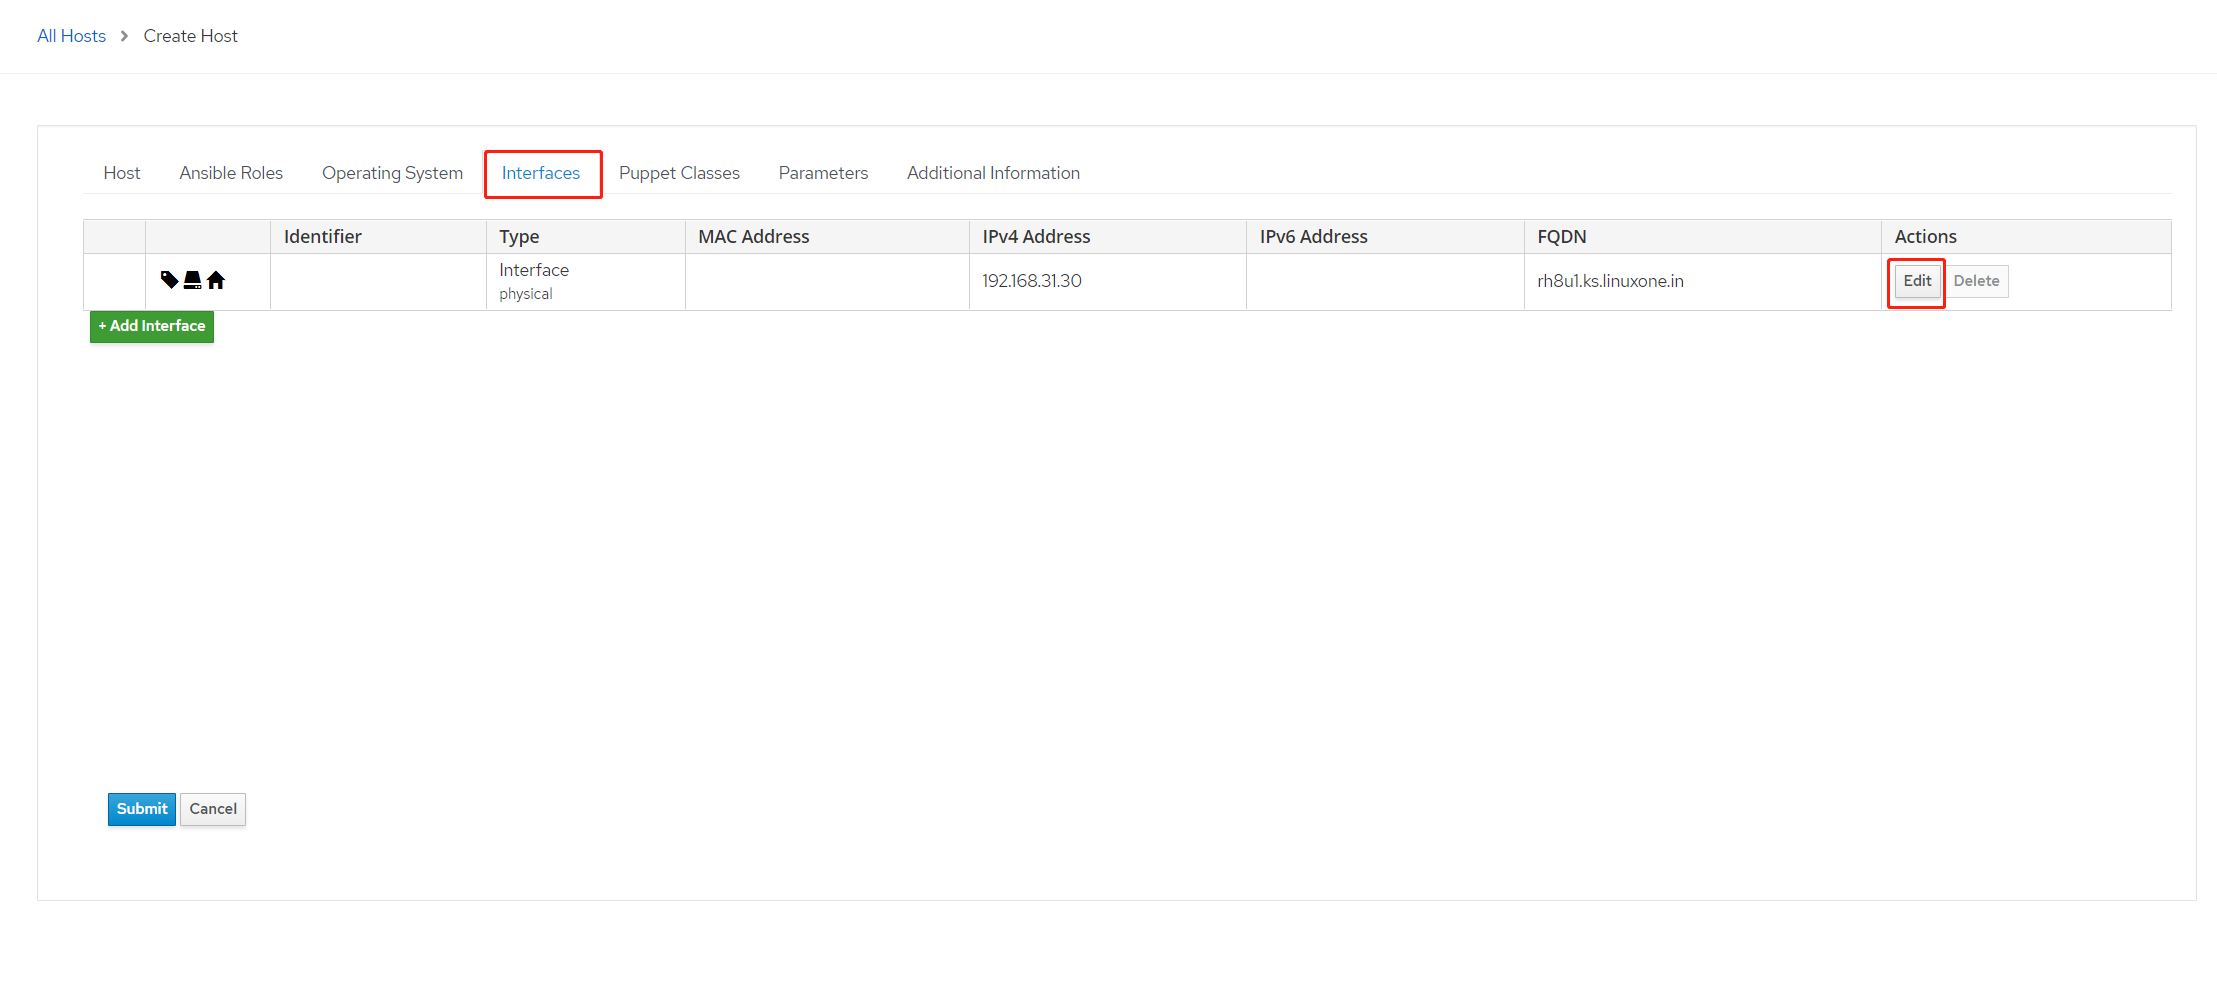 All Hosts > Create Host
Host Ansible Roles Operating System Interfaces Puppet Classes Parameters Additional Information
Identifier Type MAC Address IPv4 Address IPv6 Address FQDN Actions
Interface
physical
192.168.31.30 rh8u1.ks.linuxone.in Edit Delete
+ Add Interface
Submit Cancel